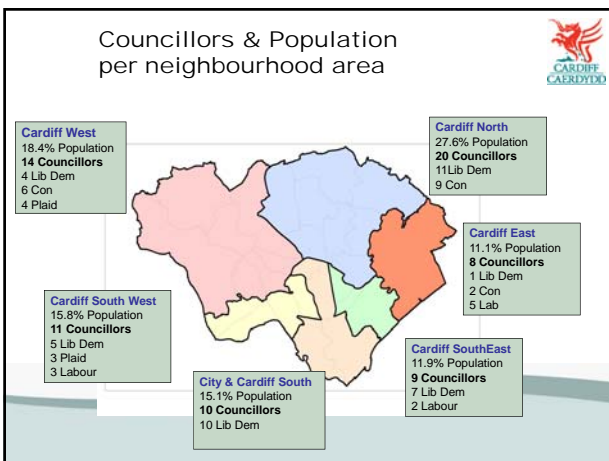 Councillors & Population
per neighbourhood area
CARDIFF
CAERDYDD
Cardiff West
18.4% Population
14 Councillors
4 Lib Dem
6 Con
4 Plaid
Cardiff North
27.6% Population
20 Councillors
11Lib Dem
9 Con
Cardiff East
11.1% Population
8 Councillors
1 Lib Dem
2 Con
5 Lab
Cardiff South West
15.8% Population
11 Councillors
5 Lib Dem
3 Plaid
3 Labour
City & Cardiff South
15.1% Population
10 Councillors
10 Lib Dem
Cardiff SouthEast
11.9% Population
9 Councillors
7 Lib Dem
2 Labour